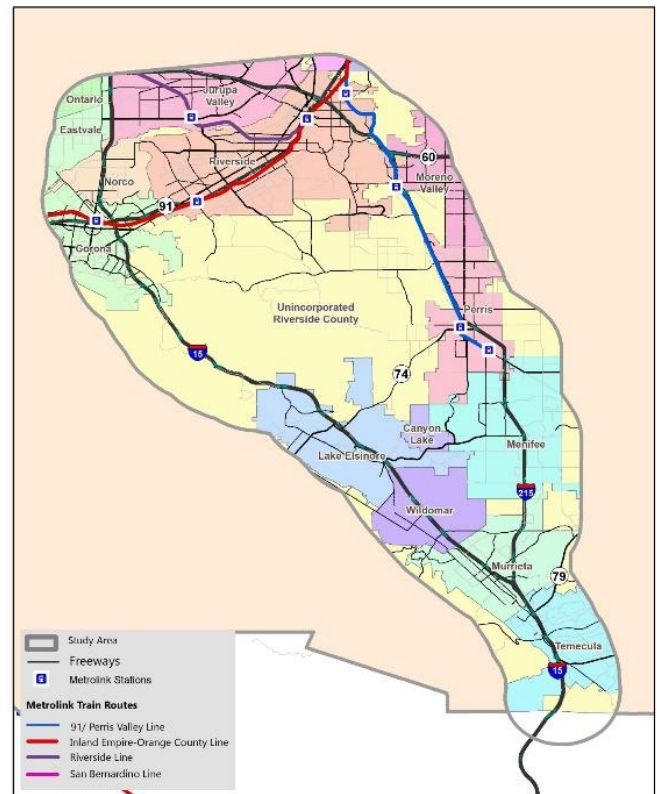 Ontario
Jurupa
Valley
Eastvale
Riverside
60
Moreno
Valley
Norco
91
Corona
Unincorporated
Riverside County
Perris
15
74
Canyon
Lake
Menifee
Lake Elsinore
215
Wildomar
Murrieta
79
Temecula
15
Study Area
Freeways
Metrolink Stations
Metrolink Train Routes
91/ Perris Valley Line
Inland Empire-Orange County Line
Riverside Line
San Bernardino Line